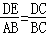 DE/AB = DC/BC